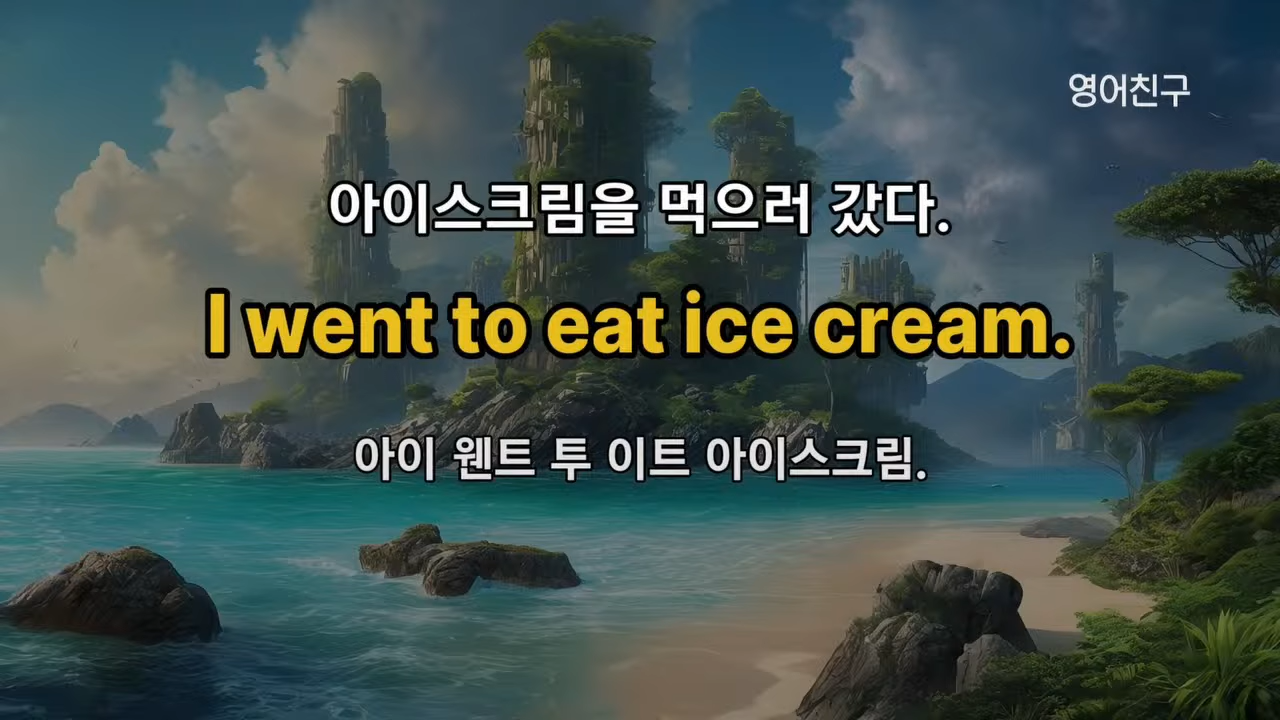 영어친구
아이스크림을 먹으러 갔다.
I went to eat ice cream.
아이 웬트 투 이트 아이스크림.